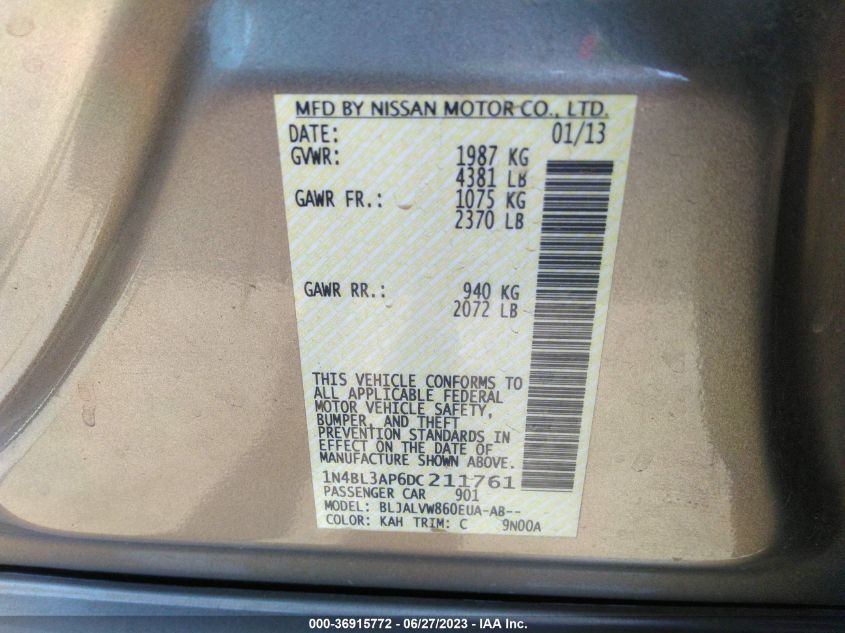 MFD BY NISSAN MOTOR CO., LTD.
DATE: 01/13
GVWR: 1987 KG
4381 LB
GAWR FR.: 1075 KG
2370 LB
GAWR RR.: 940 KG
2072 LB
THIS VEHICLE CONFORMS TO
ALL APPLICABLE FEDERAL
MOTOR VEHICLE SAFETY,
BUMPER, AND THEFT
PREVENTION STANDARDS IN
EFFECT ON THE DATE OF
MANUFACTURE SHOWN ABOVE.
1N4BL3AP6DC211761
PASSENGER CAR 901
MODEL: BLJALVW860EUA-AB--
COLOR: KAH TRIM: C 9N00A
000-36915772 - 06/27/2023 - IAA Inc.